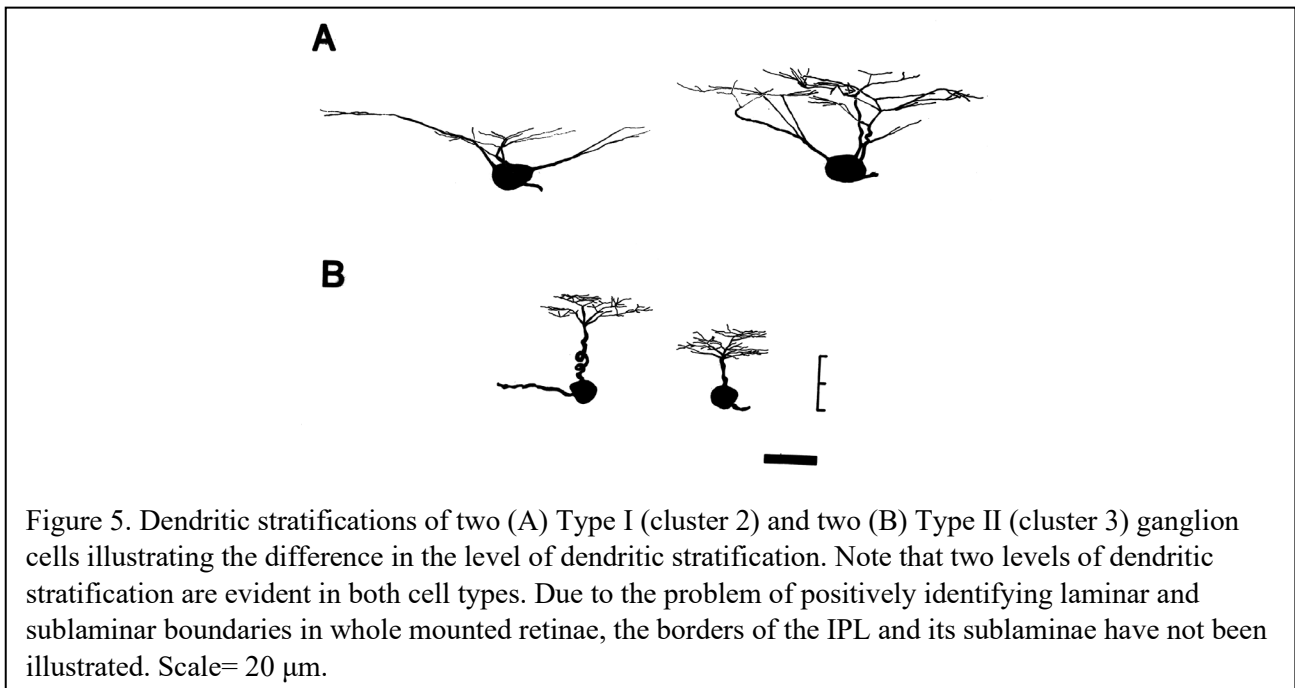 A
B
Figure 5. Dendritic stratifications of two (A) Type I (cluster 2) and two (B) Type II (cluster 3) ganglion
cells illustrating the difference in the level of dendritic stratification. Note that two levels of dendritic
stratification are evident in both cell types. Due to the problem of positively identifying laminar and
sublaminar boundaries in whole mounted retinae, the borders of the IPL and its sublaminae have not been
illustrated. Scale= 20 μm.